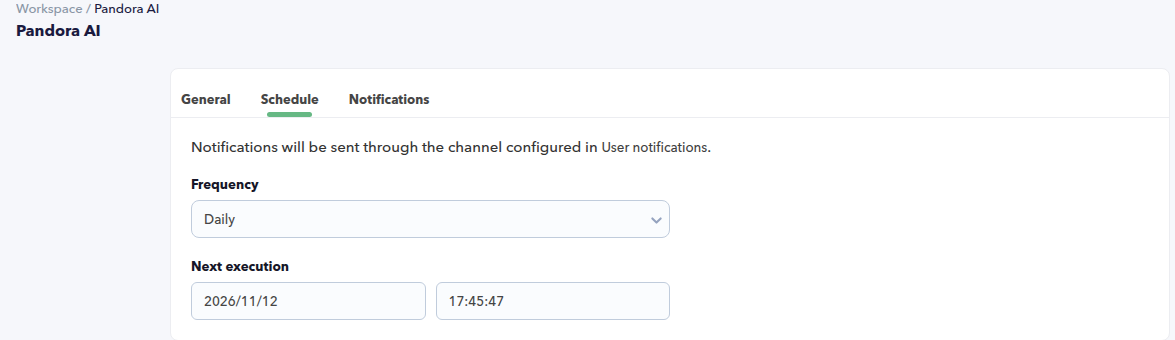 Workspace / Pandora AI
Pandora AI
General Schedule Notifications
Notifications will be sent through the channel configured in User notifications.
Frequency
Daily
Next execution
2026/11/12 17:45:47